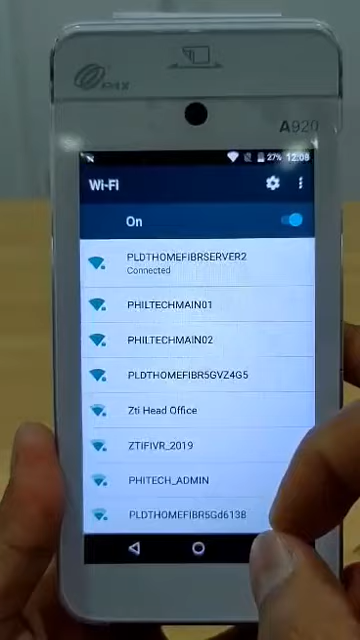 PAX
A920
27% 12:08
Wi-Fi
On
PLDTHOMEFIBRSERVER2
Connected
PHILTECHMAIN01
PHILTECHMAIN02
PLDTHOMEFIBR5GVZ4G5
Zti Head Office
ZTiFIVR_2019
PHITECH_ADMIN
PLDTHOMEFIBR5Gd6138